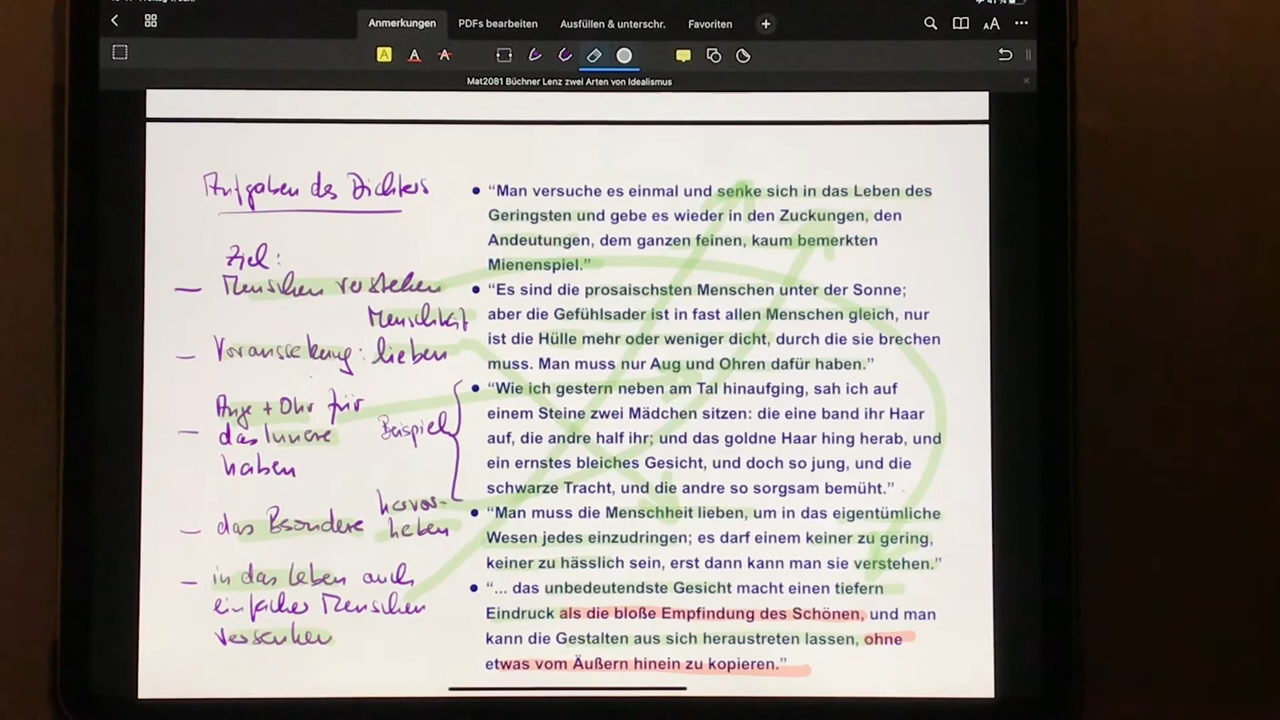 Anmerkungen PDFs bearbeiten Ausfüllen & unterschr. Favoriten
Mat2081 Büchner Lenz zwei Arten von Idealismus
Aufgaben des Dichters
Ziel:
– Menschen verstehen
Menschheit
– Voraussetzung: lieben
Auge + Ohr für
– das Innere
haben
Beispiel
– das Besondere hervor-
heben
– in das Leben auch
einfacher Menschen
versenken
• “Man versuche es einmal und senke sich in das Leben des
Geringsten und gebe es wieder in den Zuckungen, den
Andeutungen, dem ganzen feinen, kaum bemerkten
Mienenspiel.”
• “Es sind die prosaischsten Menschen unter der Sonne;
aber die Gefühlsader ist in fast allen Menschen gleich, nur
ist die Hülle mehr oder weniger dicht, durch die sie brechen
muss. Man muss nur Aug und Ohren dafür haben.”
• “Wie ich gestern neben am Tal hinaufging, sah ich auf
einem Steine zwei Mädchen sitzen: die eine band ihr Haar
auf, die andre half ihr; und das goldne Haar hing herab, und
ein ernstes bleiches Gesicht, und doch so jung, und die
schwarze Tracht, und die andre so sorgsam bemüht.”
• “Man muss die Menschheit lieben, um in das eigentümliche
Wesen jedes einzudringen; es darf einem keiner zu gering,
keiner zu hässlich sein, erst dann kann man sie verstehen.”
• “... das unbedeutendste Gesicht macht einen tiefern
Eindruck als die bloße Empfindung des Schönen, und man
kann die Gestalten aus sich heraustreten lassen, ohne
etwas vom Äußern hinein zu kopieren.”